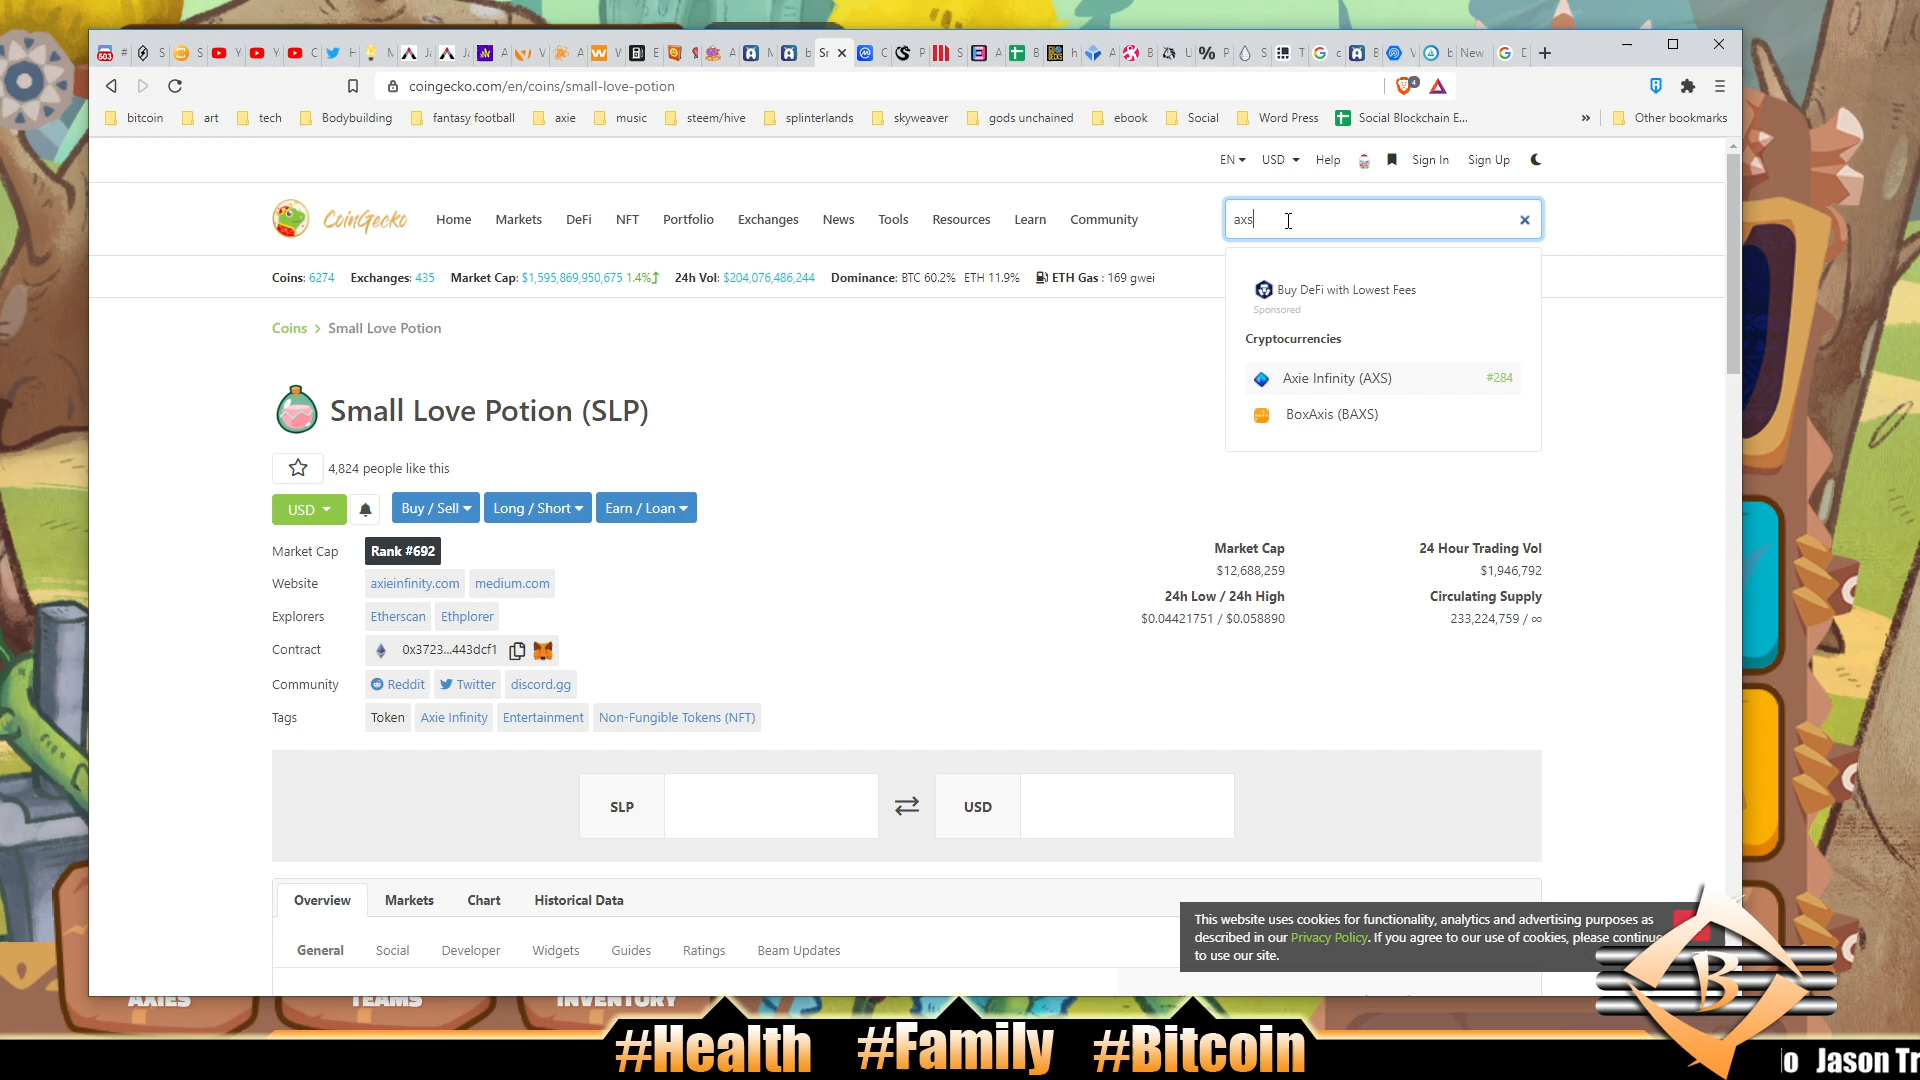 503 # S S Y Y C H N J J A V A W V E A M b Sr C P S A B h A B U P S T c B V b New E
coingecko.com/en/coins/small-love-potion
4
bitcoin art tech Bodybuilding fantasy football axie music steem/hive splinterlands skyweaver gods unchained ebook Social Word Press Social Blockchain E... » Other bookmarks
EN USD Help Sign In Sign Up
CoinGecko Home Markets DeFi NFT Portfolio Exchanges News Tools Resources Learn Community axs
Coins: 6274 Exchanges: 435 Market Cap: $1,595,869,950,675 1.4% 24h Vol: $204,076,486,244 Dominance: BTC 60.2% ETH 11.9% ETH Gas : 169 gwei
Buy DeFi with Lowest Fees
Sponsored
Cryptocurrencies
Axie Infinity (AXS) #284
BoxAxis (BAXS)
Coins > Small Love Potion
Small Love Potion (SLP)
4,824 people like this
USD Buy / Sell Long / Short Earn / Loan
Market Cap Rank #692
Website axieinfinity.com medium.com
Explorers Etherscan Ethplorer
Contract 0x3723...443dcf1
Community Reddit Twitter discord.gg
Tags Token Axie Infinity Entertainment Non-Fungible Tokens (NFT)
Market Cap 24 Hour Trading Vol
$12,688,259 $1,946,792
24h Low / 24h High Circulating Supply
$0.04421751 / $0.058890 233,224,759 / ∞
SLP USD
Overview Markets Chart Historical Data
General Social Developer Widgets Guides Ratings Beam Updates
This website uses cookies for functionality, analytics and advertising purposes as
described in our Privacy Policy. If you agree to our use of cookies, please continue
to use our site.
AXIES TEAMS INVENTORY
B
#Health #Family #Bitcoin
o Jason Tr